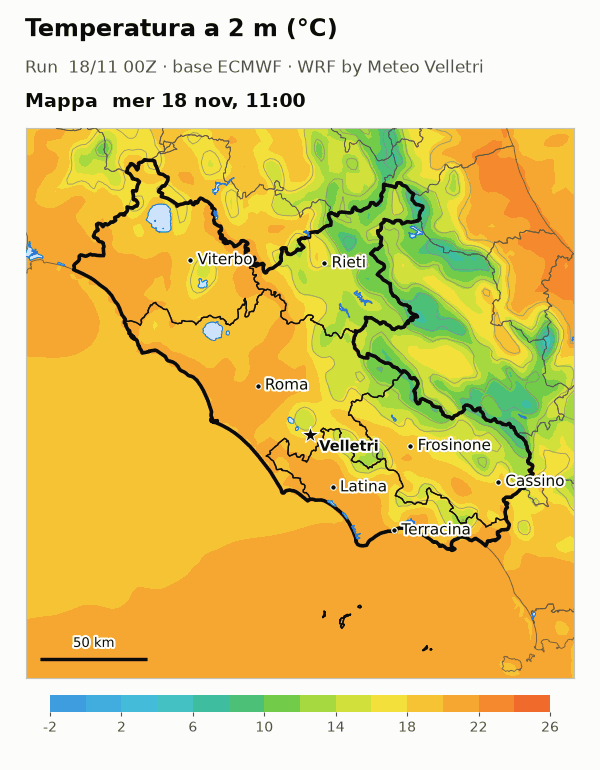 Temperatura a 2 m (°C)
Run  18/11 00Z · base ECMWF · WRF by Meteo Velletri
Mappa  mer 18 nov, 11:00
Viterbo
Rieti
Roma
Velletri
Frosinone
Latina
Cassino
Terracina
50 km
-2 2 6 10 14 18 22 26